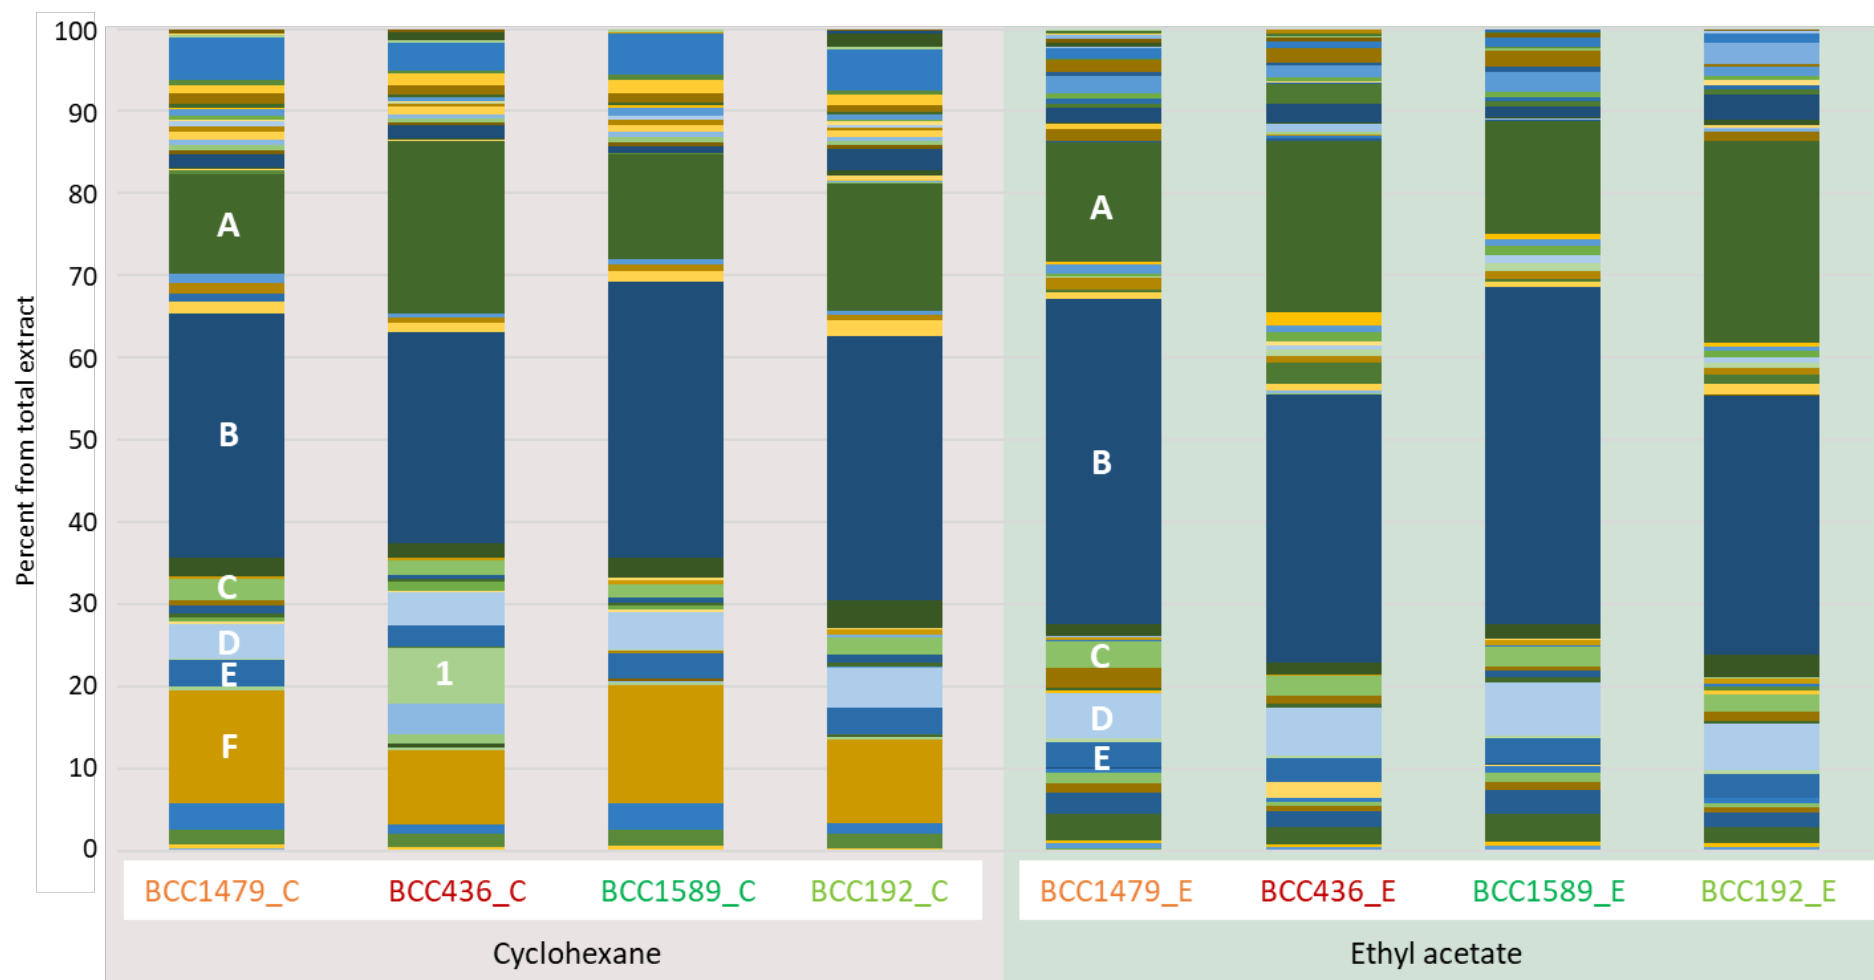 Percent from total extract
100
90
80
70
60
50
40
30
20
10
0
A
B
C
D
E
F
1
A
B
C
D
E
BCC1479_C BCC436_C BCC1589_C BCC192_C BCC1479_E BCC436_E BCC1589_E BCC192_E
Cyclohexane Ethyl acetate